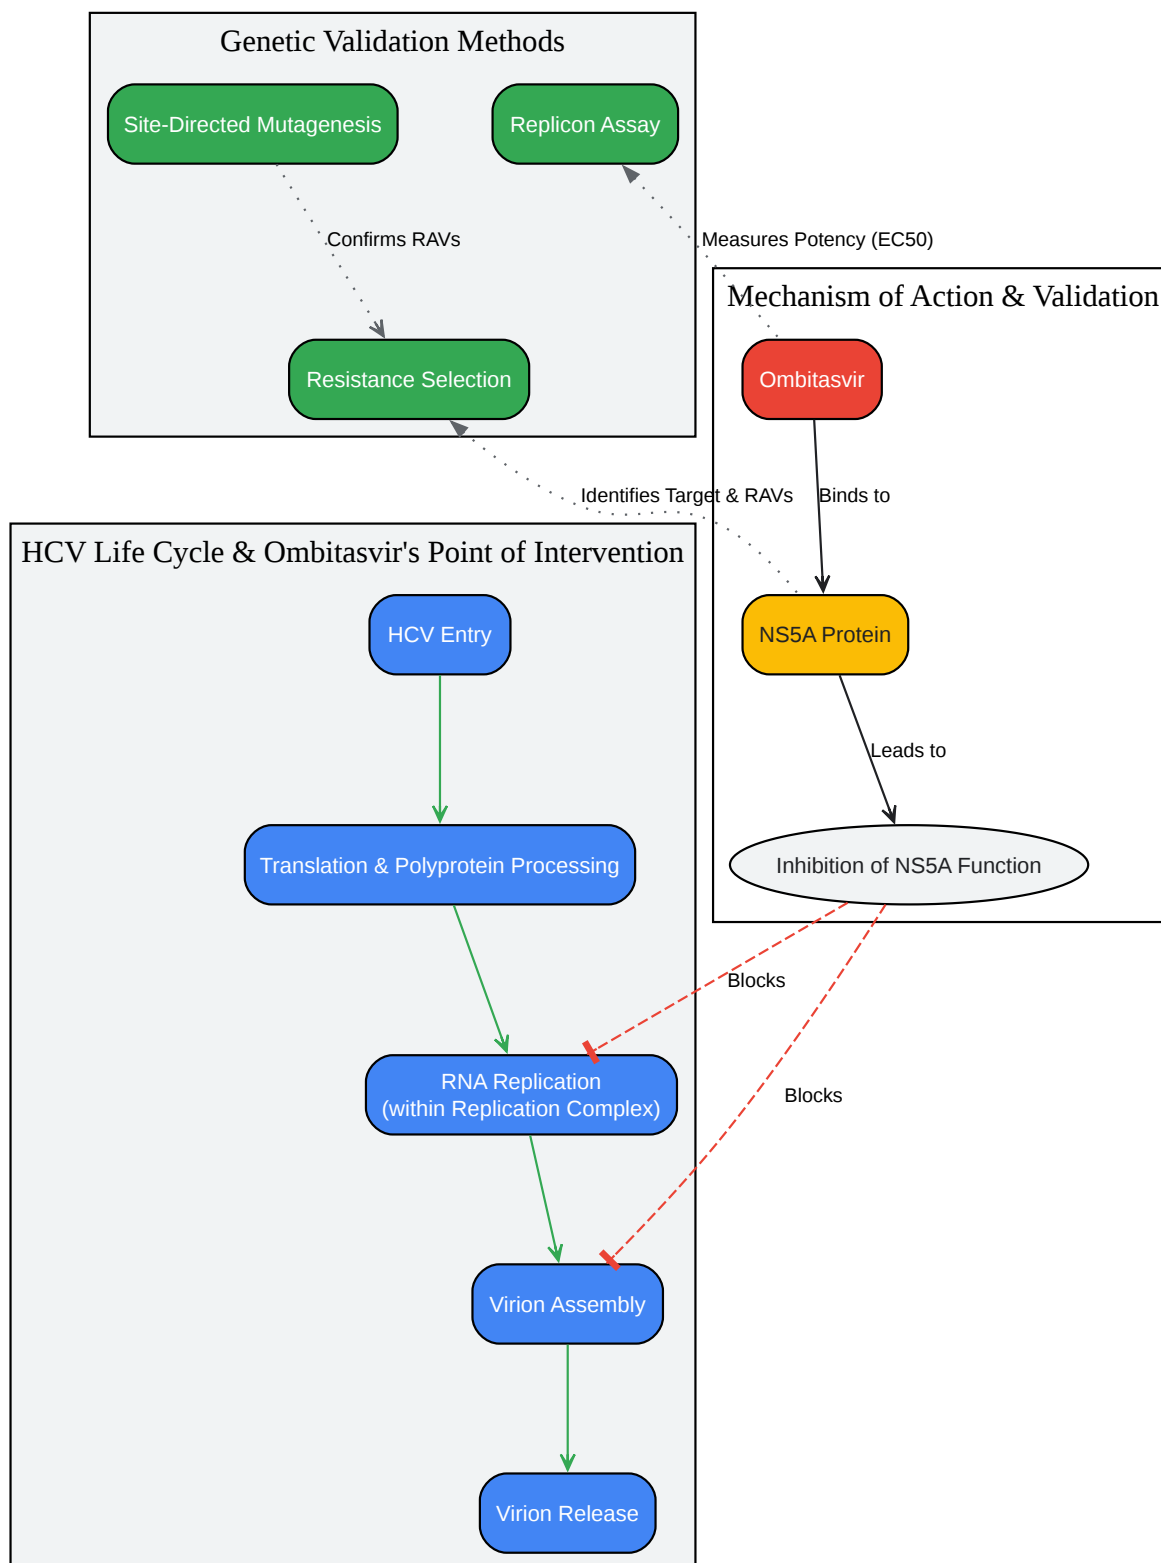 Genetic Validation Methods
Site-Directed Mutagenesis
Replicon Assay
Confirms RAVs
Measures Potency (EC50)
Resistance Selection
Mechanism of Action & Validation
Ombitasvir
Identifies Target & RAVs
Binds to
NS5A Protein
Leads to
Inhibition of NS5A Function
HCV Life Cycle & Ombitasvir's Point of Intervention
HCV Entry
Translation & Polyprotein Processing
Blocks
RNA Replication
(within Replication Complex)
Blocks
Virion Assembly
Virion Release